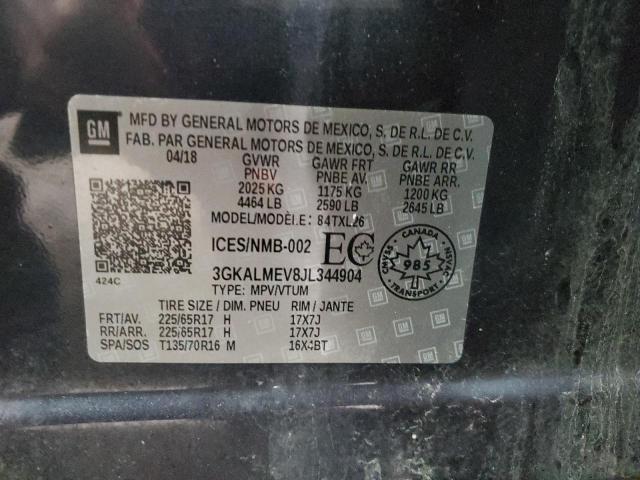 GM
MFD BY GENERAL MOTORS DE MEXICO, S. DE R.L. DE C.V.
FAB. PAR GENERAL MOTORS DE MEXICO, S. DE R.L. DE C.V.
04/18 GVWR GAWR FRT GAWR RR
PNBV PNBE AV. PNBE ARR.
2025 KG 1175 KG 1200 KG
4464 LB 2590 LB 2645 LB
MODEL/MODÈLE: 84TXL26
ICES/NMB-002 EC
CANADA
CMVSS NSVAC
985
TRANSPORT
3GKALMEV8JL344904
424C
TYPE: MPV/VTUM
TIRE SIZE / DIM. PNEU RIM / JANTE
FRT/AV. 225/65R17 H 17X7J
RR/ARR. 225/65R17 H 17X7J
SPA/SOS T135/70R16 M 16X4BT